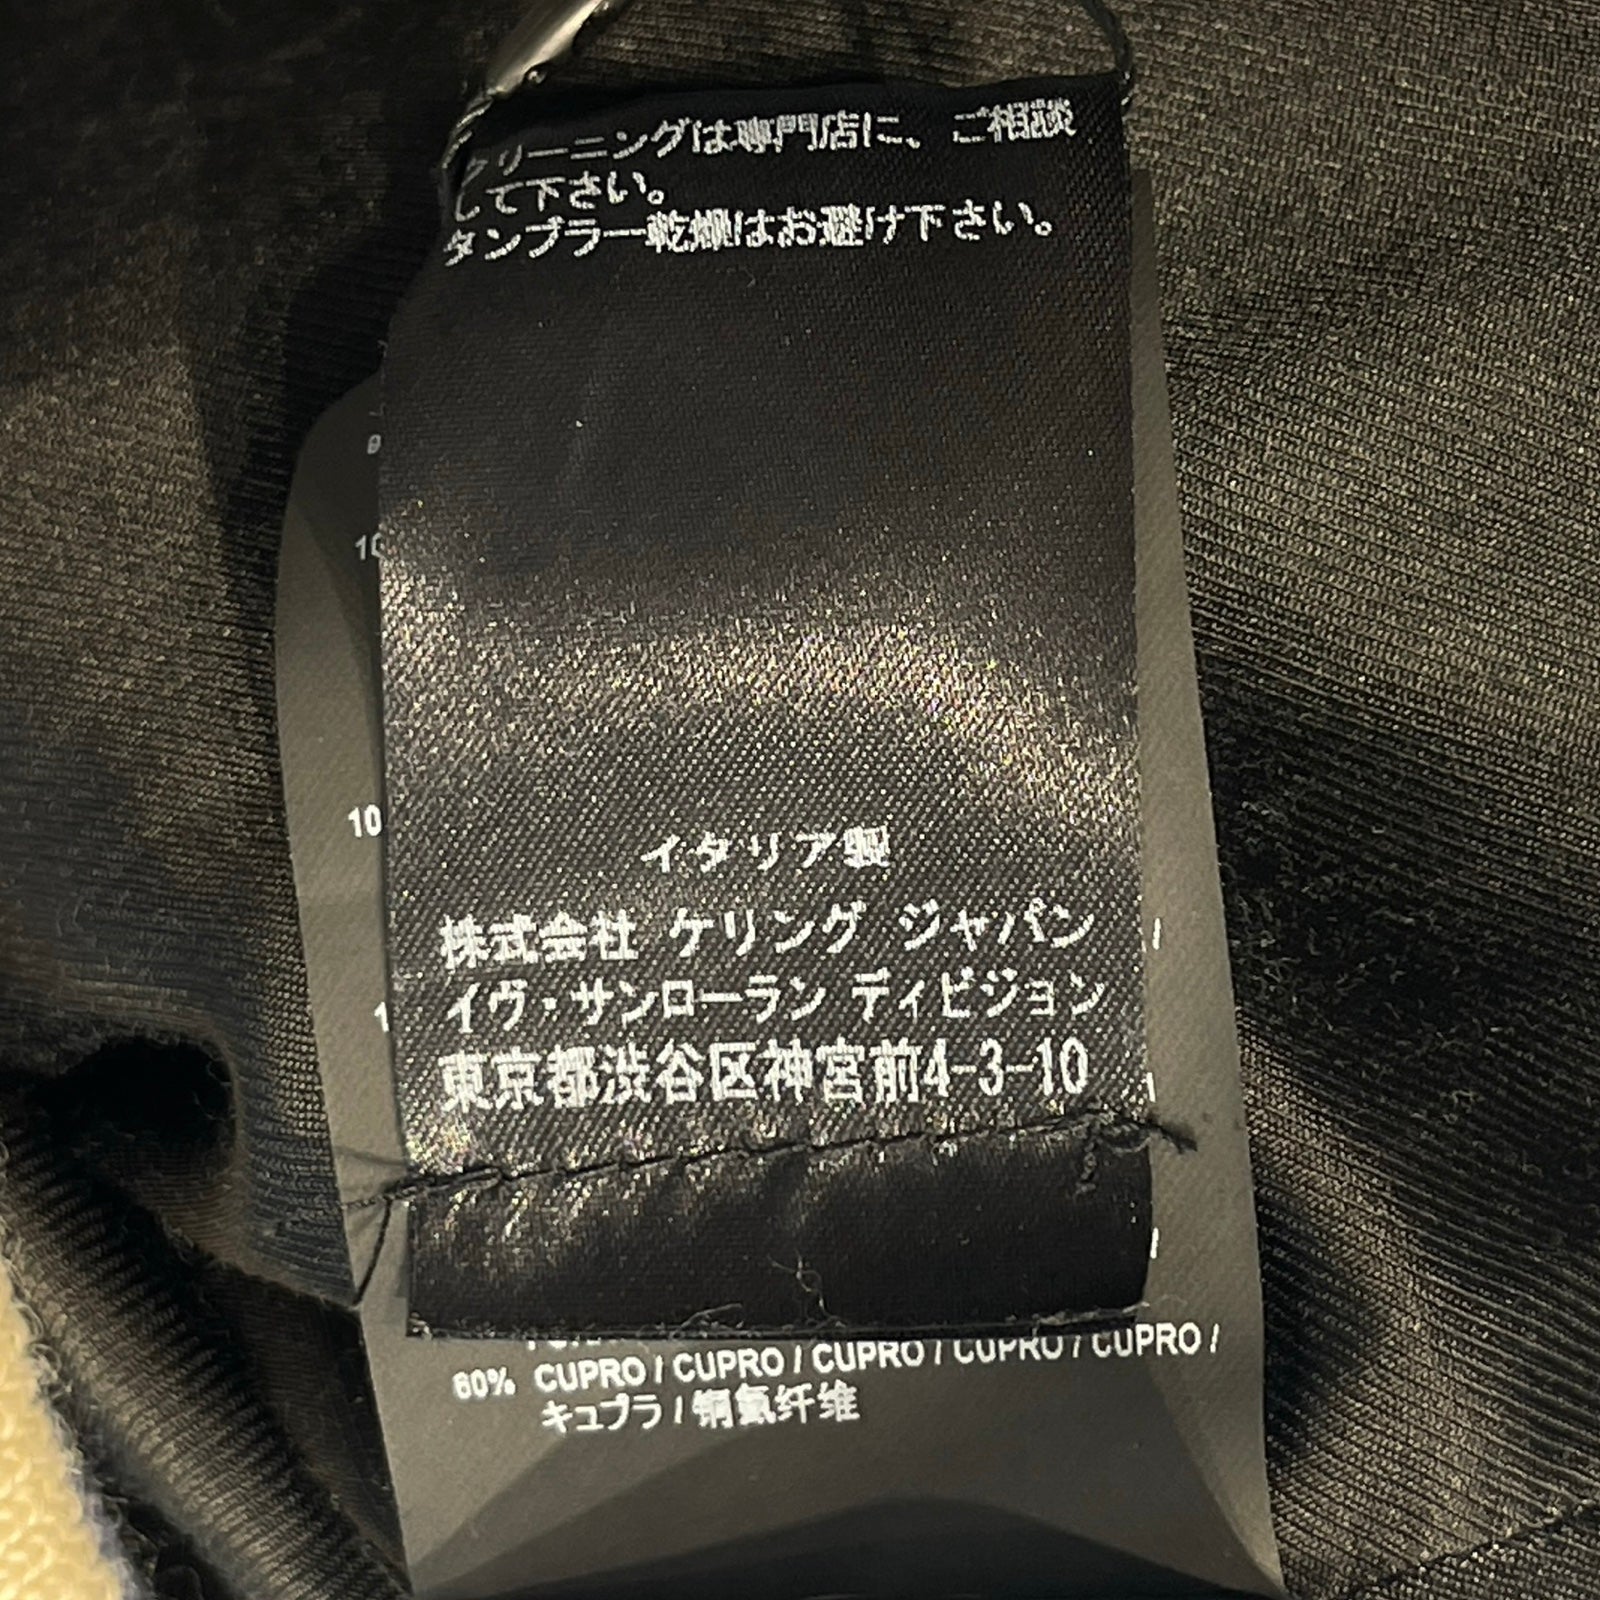 クリーニングは専門店に、ご相談
して下さい。
タンブラー乾燥はお避け下さい。
10
10
イタリア製
株式会社 ケリング ジャパン
イヴ・サンローラン ディビジョン
東京都渋谷区神宮前4-3-10
1
60% CUPRO / CUPRO / CUPRO / CUPRO / CUPRO /
キュプラ / 铜氨纤维